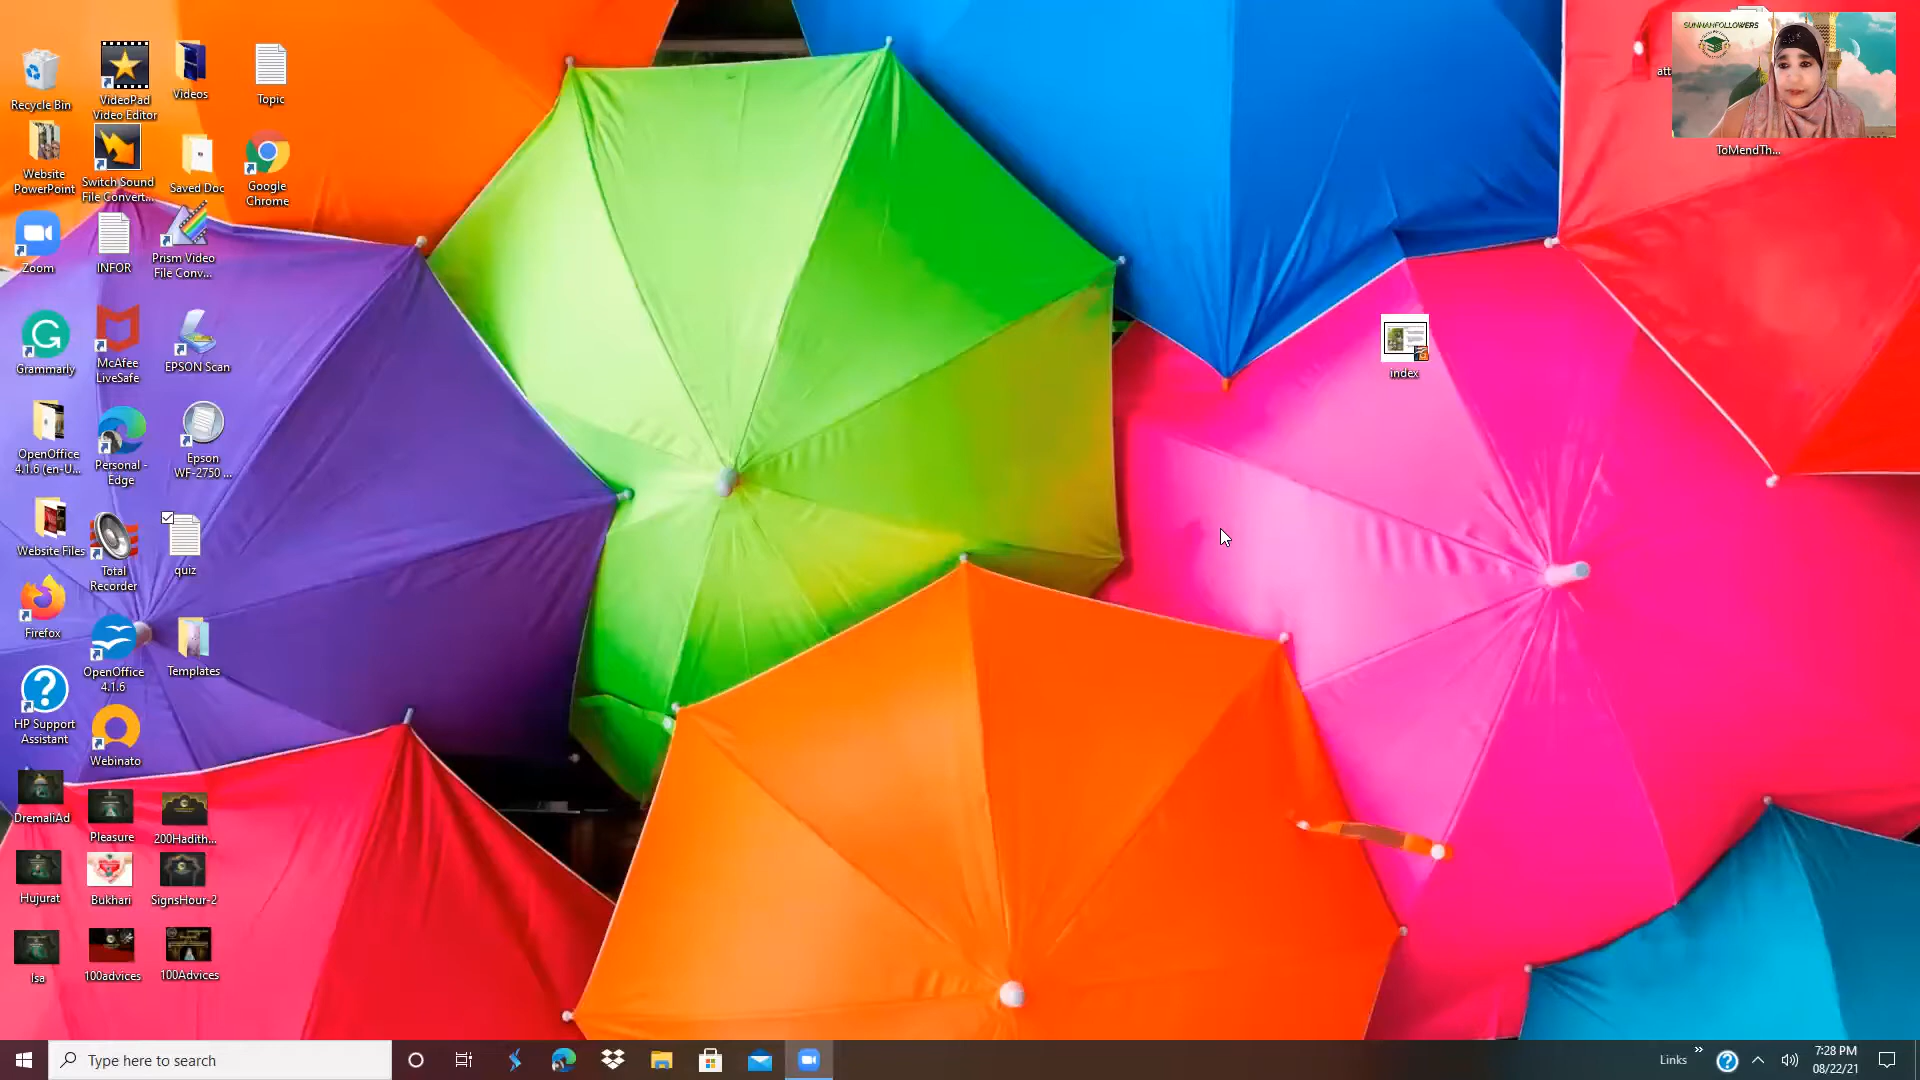 Recycle Bin
VideoPad
Video Editor
Videos
Topic
Website
PowerPoint
Switch Sound
File Convert...
Saved Doc
Google
Chrome
Zoom
INFOR
Prism Video
File Conv...
Grammarly
McAfee
LiveSafe
EPSON Scan
OpenOffice
4.1.6 (en-U...
Personal -
Edge
Epson
WF-2750 ...
Website Files
Total
Recorder
quiz
Firefox
OpenOffice
4.1.6
Templates
HP Support
Assistant
Webinato
DremaliAd
Pleasure
200Hadith...
Hujurat
Bukhari
SignsHour-2
Isa
100advices
100Advices
index
SUNNAHFOLLOWERS
att
ToMendTh...
Type here to search
Links
7:28 PM
08/22/21